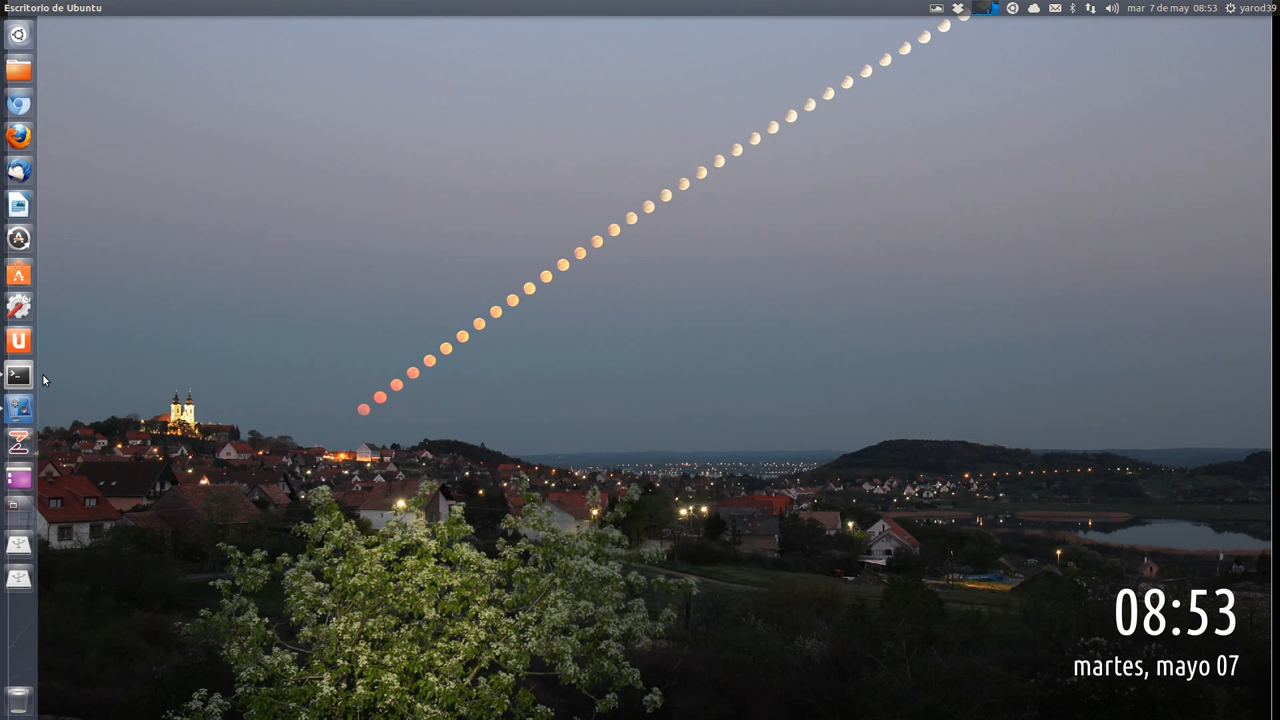 Escritorio de Ubuntu
mar 7 de may 08:53
yarod39
08:53
martes, mayo 07